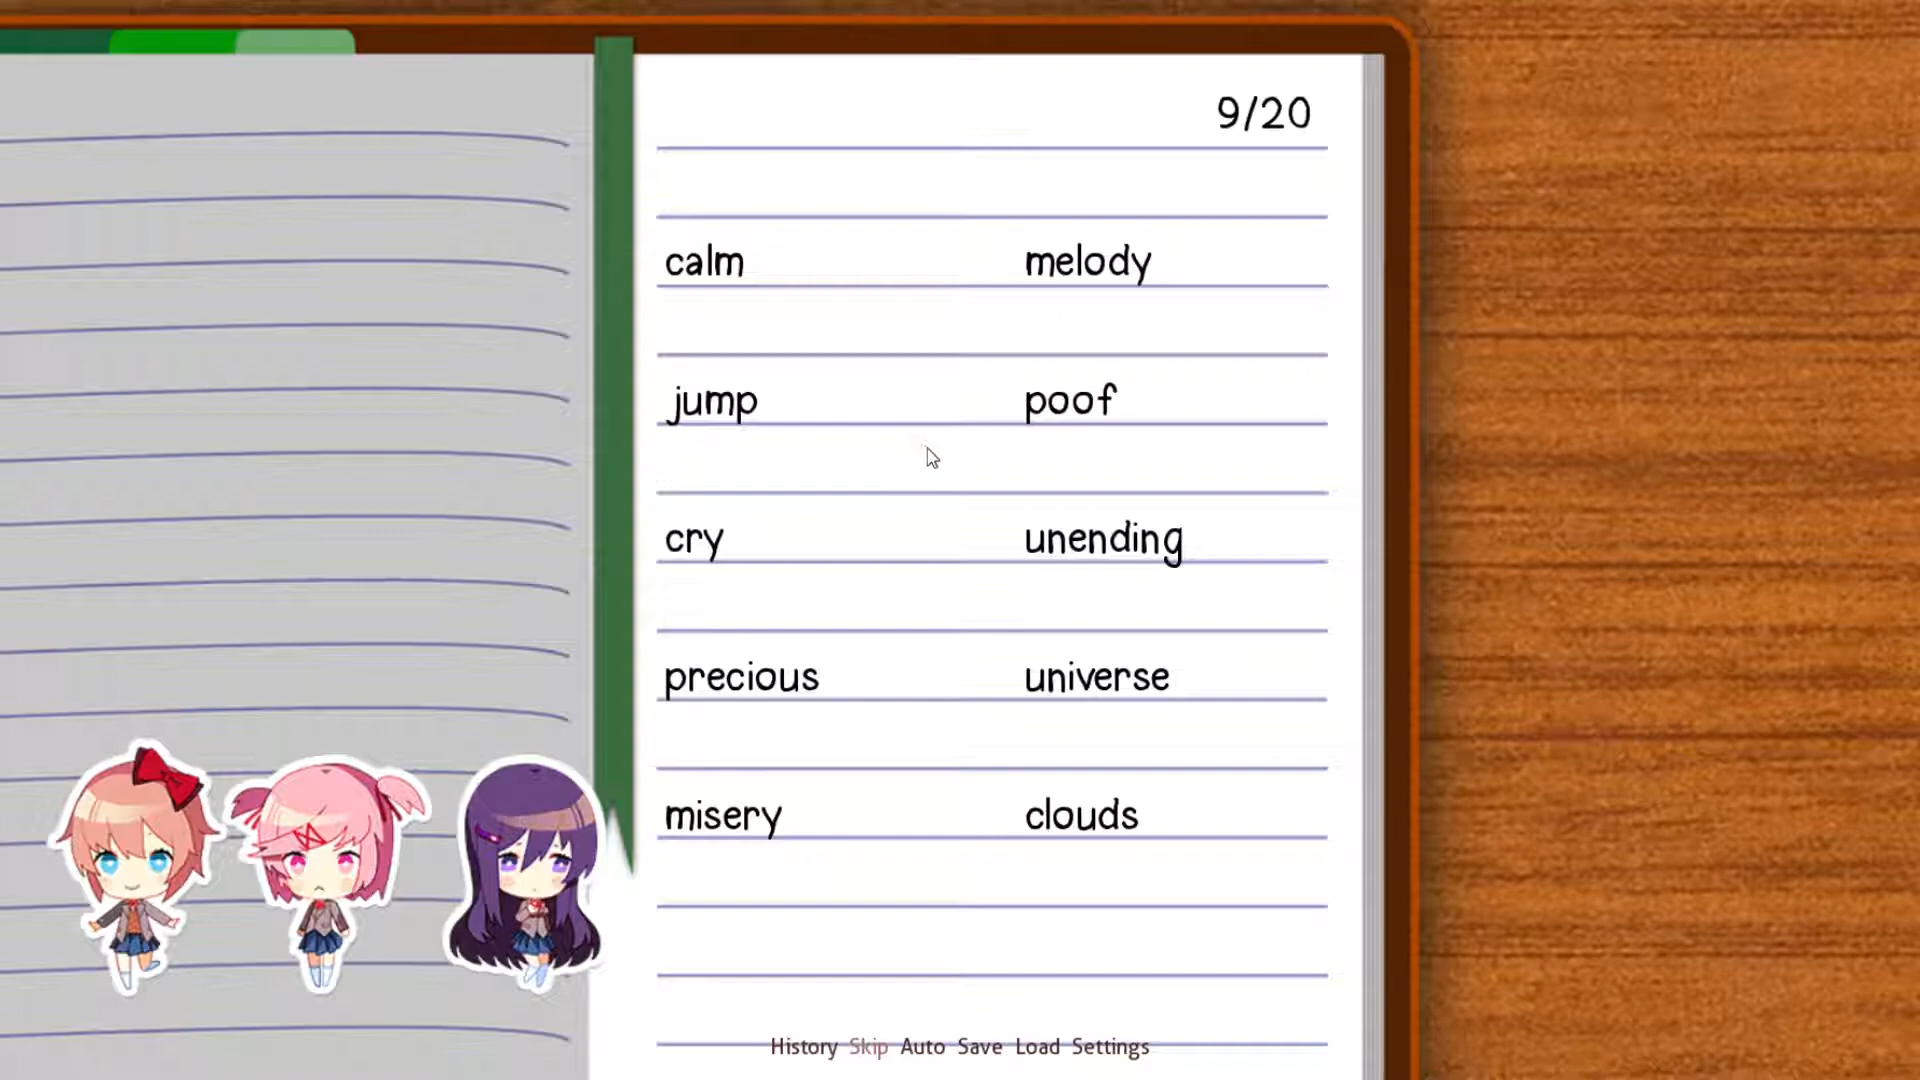 9/20
calm melody
jump poof
cry unending
precious universe
misery clouds
History Skip Auto Save Load Settings